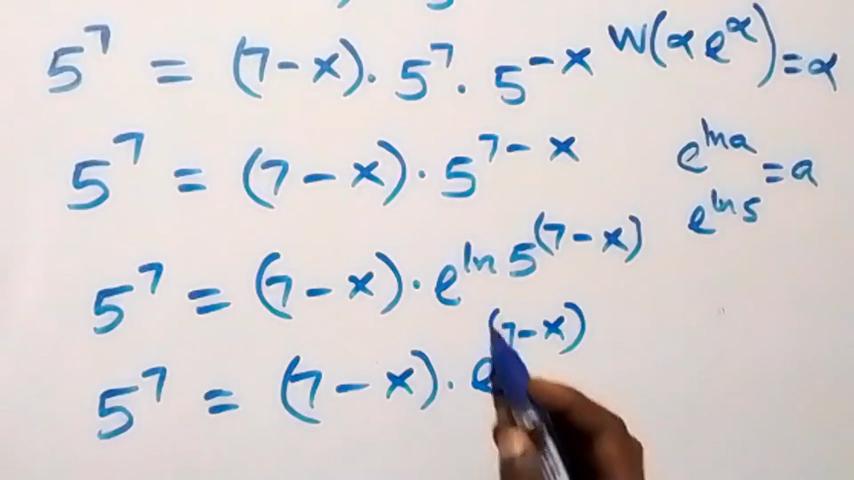 5^7 = (7 - x) · 5^7 · 5^{-x}
W(α e^α) = α
5^7 = (7 - x) · 5^{7 - x}
e^{ln a} = a
e^{ln 5}
5^7 = (7 - x) · e^{ln 5^{(7 - x)}}
5^7 = (7 - x) · e^{(7 - x)}